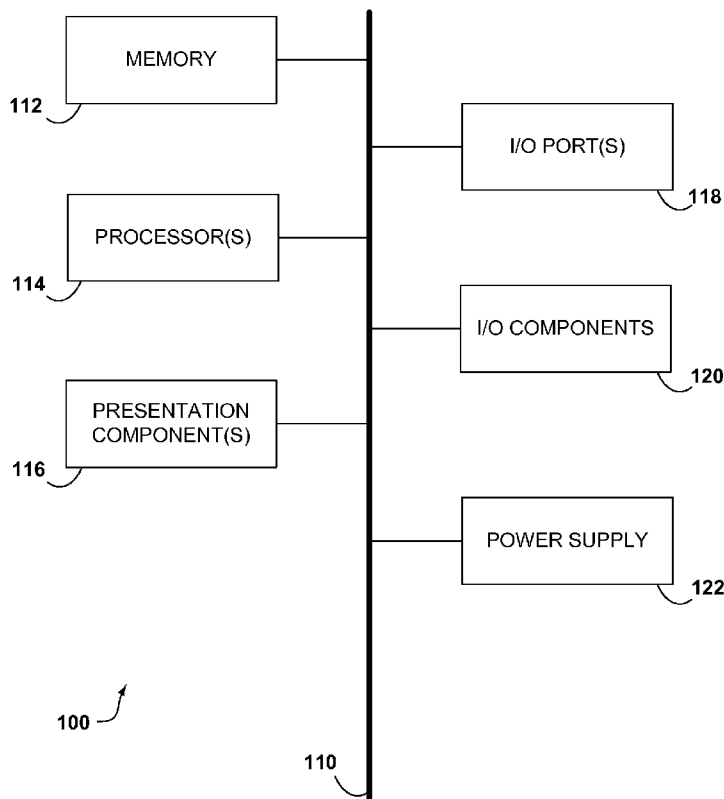 MEMORY
112
I/O PORT(S)
118
PROCESSOR(S)
114
I/O COMPONENTS
120
PRESENTATION
COMPONENT(S)
116
POWER SUPPLY
122
100
110